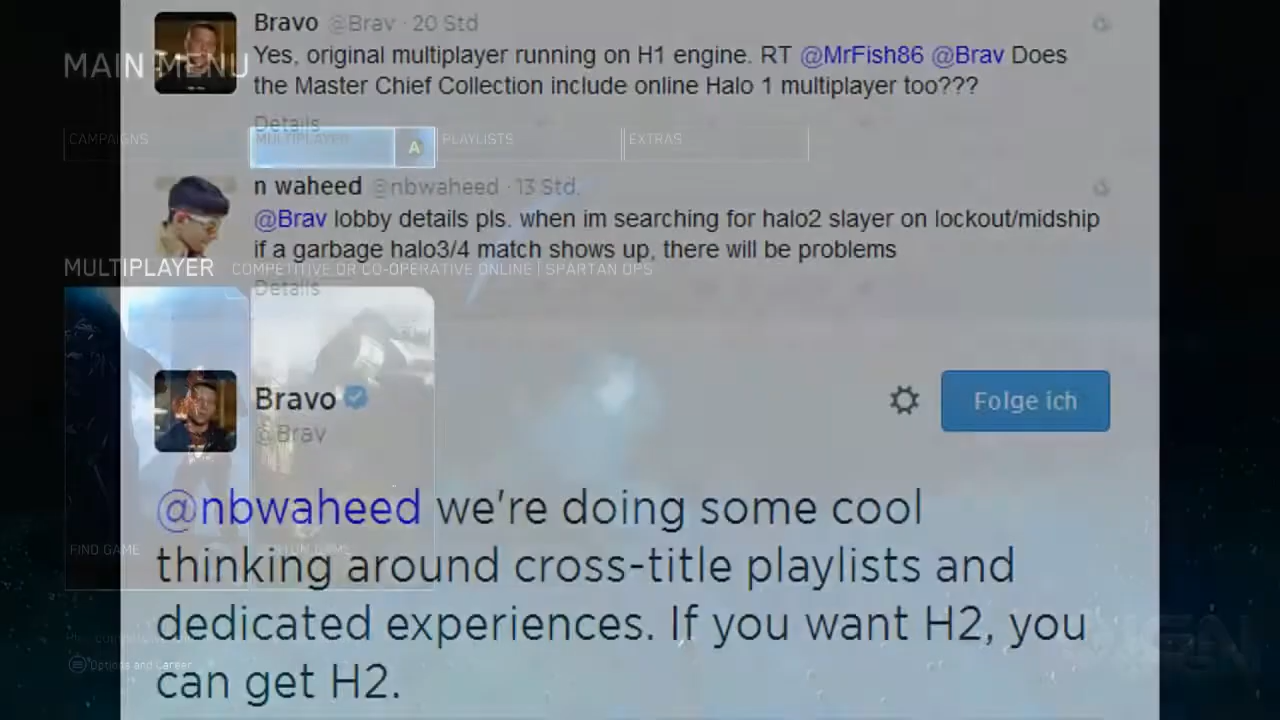 Bravo @Brav · 20 Std
Yes, original multiplayer running on H1 engine. RT @MrFish86 @Brav Does
the Master Chief Collection include online Halo 1 multiplayer too???
Details
MAIN MENU
CAMPAIGNS MULTIPLAYER A PLAYLISTS EXTRAS
n waheed @nbwaheed · 13 Std.
@Brav lobby details pls. when im searching for halo2 slayer on lockout/midship
if a garbage halo3/4 match shows up, there will be problems
Details
MULTIPLAYER COMPETITIVE OR CO-OPERATIVE ONLINE | SPARTAN OPS
Bravo
@Brav
Folge ich
@nbwaheed we're doing some cool
thinking around cross-title playlists and
dedicated experiences. If you want H2, you
can get H2.
FIND GAME
Options and Career
IGN